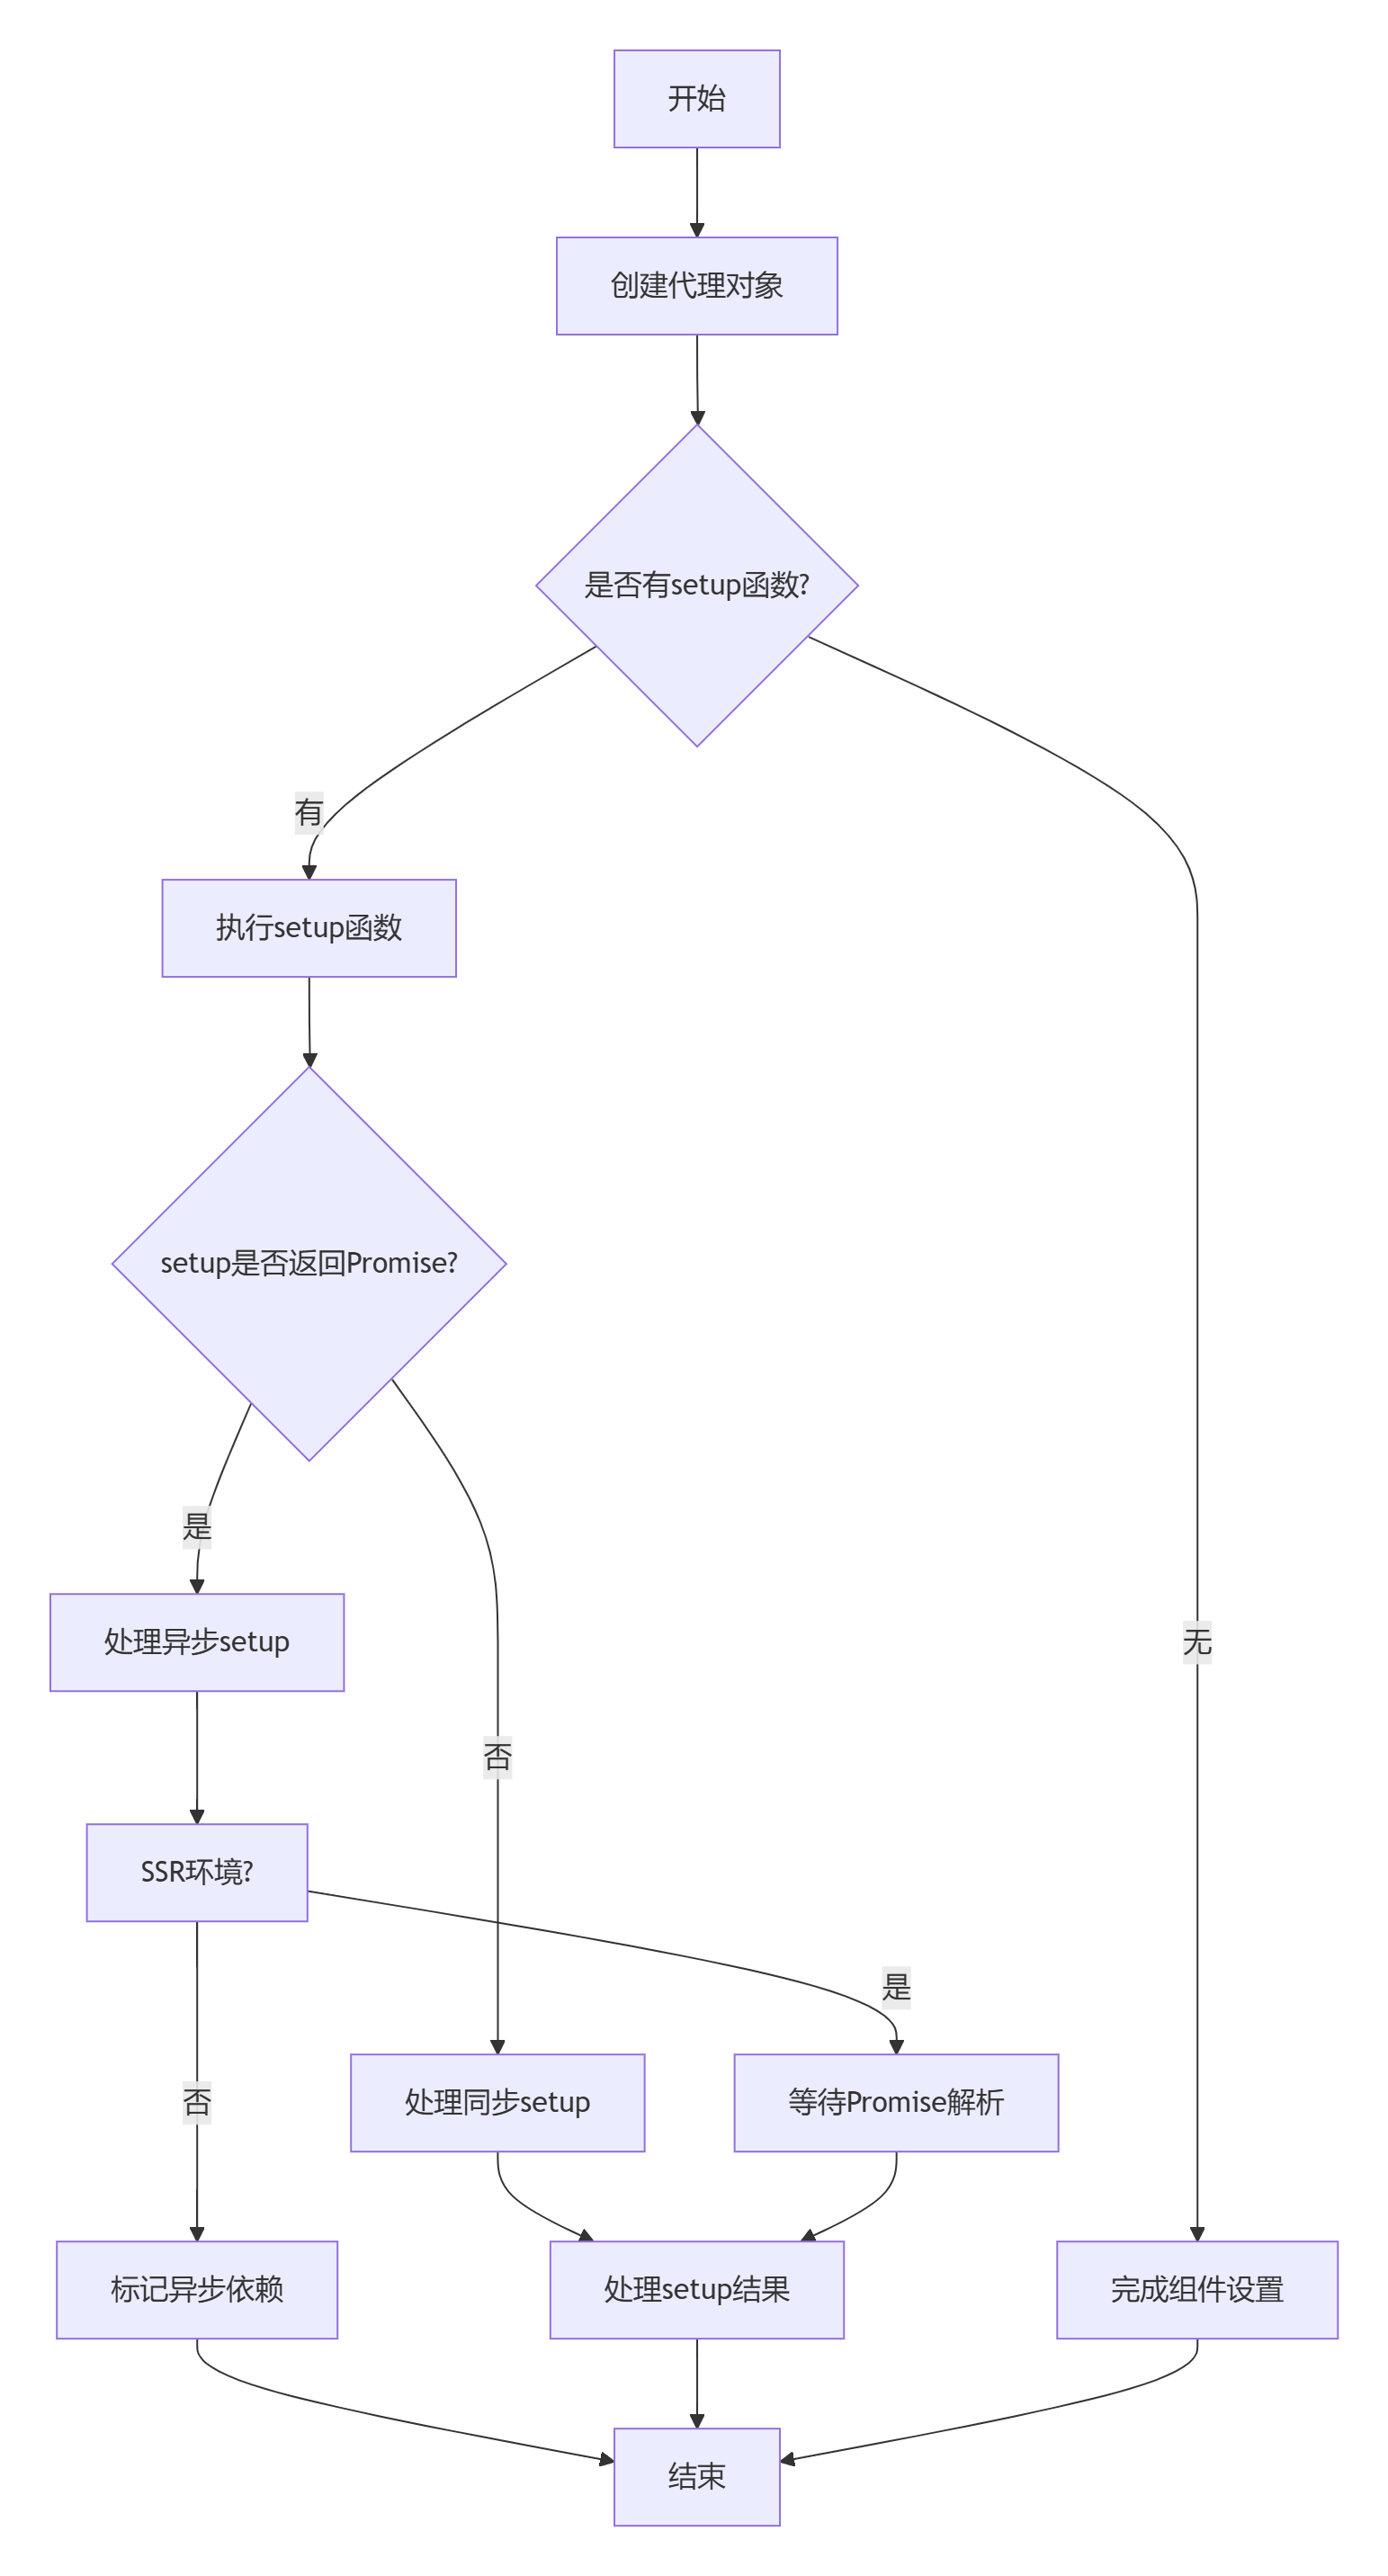 开始
创建代理对象
是否有setup函数?
有
执行setup函数
setup是否返回Promise?
是
处理异步setup
无
否
SSR环境?
是
否
处理同步setup
等待Promise解析
标记异步依赖
处理setup结果
完成组件设置
结束